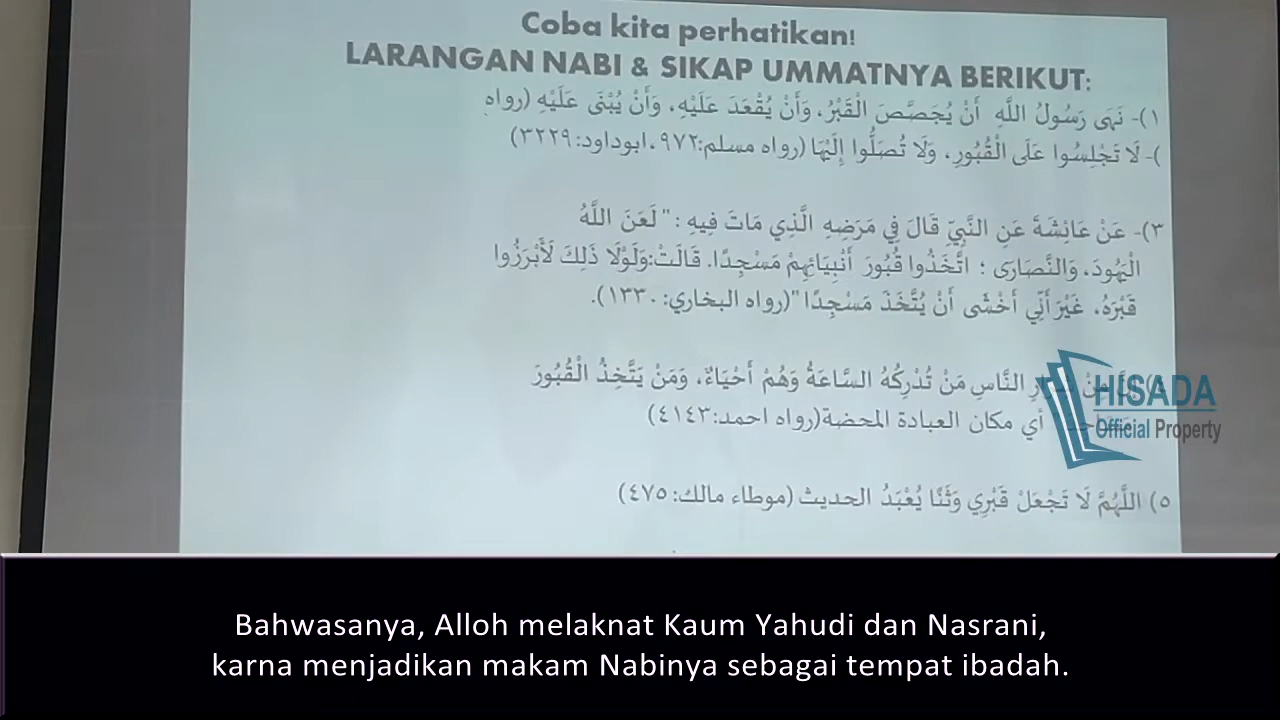 Coba kita perhatikan!
LARANGAN NABI & SIKAP UMMATNYA BERIKUT:
١)- نَهَى رَسُولُ اللَّهِ أَنْ يُجَصَّصَ الْقَبْرُ، وَأَنْ يُقْعَدَ عَلَيْهِ، وَأَنْ يُبْنَى عَلَيْهِ (رواه
)- لَا تَجْلِسُوا عَلَى الْقُبُورِ، وَلَا تُصَلُّوا إِلَيْهَا (رواه مسلم:٩٧٢، ابوداود: ٣٢٢٩)
٣)- عَنْ عَائِشَةَ عَنِ النَّبِيِّ قَالَ فِي مَرَضِهِ الَّذِي مَاتَ فِيهِ : " لَعَنَ اللَّهُ
الْيَهُودَ، وَالنَّصَارَى ؛ اتَّخَذُوا قُبُورَ أَنْبِيَائِهِمْ مَسْجِدًا. قَالَتْ:وَلَوْلَا ذَلِكَ لَأَبْرَزُوا
قَبْرَهُ، غَيْرَ أَنِّي أَخْشَى أَنْ يُتَّخَذَ مَسْجِدًا "(رواه البخاري: ١٣٣٠).
النَّاسِ مَنْ تُدْرِكُهُ السَّاعَةُ وَهُمْ أَحْيَاءٌ، وَمَنْ يَتَّخِذُ الْقُبُورَ
أي مكان العبادة المحضة(رواه احمد: ٤١٤٣)
HISADA
Official Property
٥) اللَّهُمَّ لَا تَجْعَلْ قَبْرِي وَثَنًا يُعْبَدُ الحديث (موطاء مالك: ٤٧٥)
Bahwasanya, Alloh melaknat Kaum Yahudi dan Nasrani,
karna menjadikan makam Nabinya sebagai tempat ibadah.